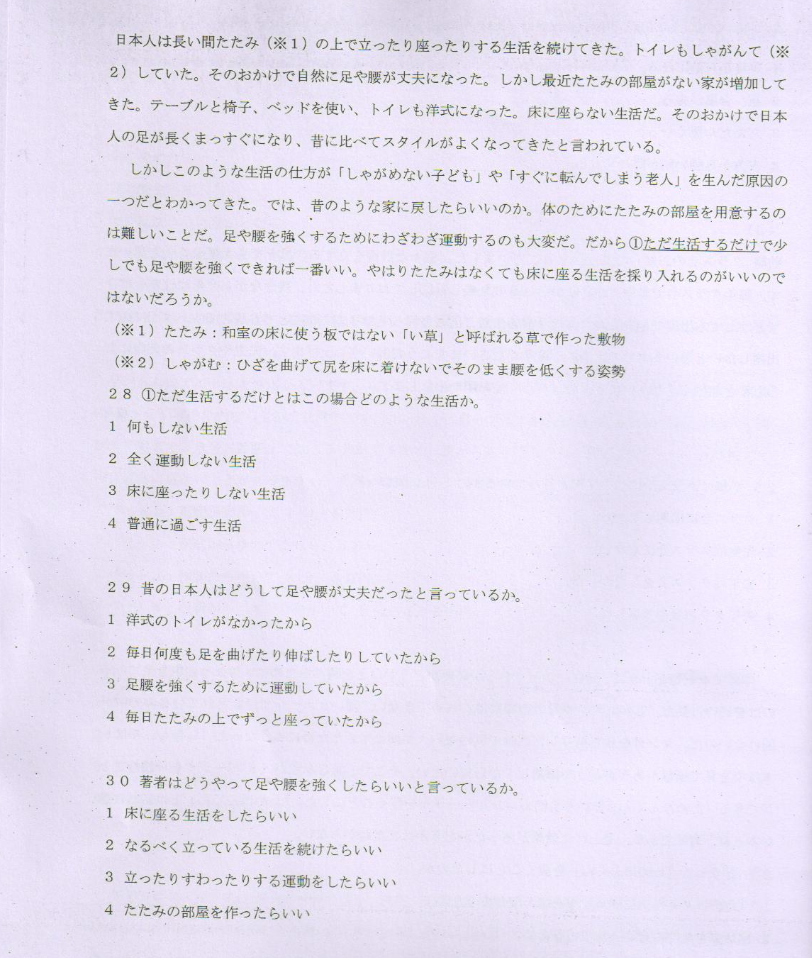 日本人は長い間たたみ（※１）の上で立ったり座ったりする生活を続けてきた。トイレもしゃがんて（※
２）していた。そのおかけで自然に足や腰が丈夫になった。しかし最近たたみの部屋がない家が増加して
きた。テーブルと椅子、ベッドを使い、トイレも洋式になった。床に座らない生活だ。そのおかけで日本
人の足が長くまっすぐになり、昔に比べてスタイルがよくなってきたと言われている。
しかしこのような生活の仕方が「しゃがめない子ども」や「すぐに転んでしまう老人」を生んだ原因の
一つだとわかってきた。では、昔のような家に戻したらいいのか。体のためにたたみの部屋を用意するの
は難しいことだ。足や腰を強くするためにわざわざ運動するのも大変だ。だから①ただ生活するだけで少
しでも足や腰を強くできれば一番いい。やはりたたみはなくても床に座る生活を採り入れるのがいいので
はないだろうか。
（※１）たたみ：和室の床に使う板ではない「い草」と呼ばれる草で作った敷物
（※２）しゃがむ：ひざを曲げて尻を床に着けないでそのまま腰を低くする姿勢
２８ ①ただ生活するだけとはこの場合どのような生活か。
１ 何もしない生活
２ 全く運動しない生活
３ 床に座ったりしない生活
４ 普通に過ごす生活
２９ 昔の日本人はどうして足や腰が丈夫だったと言っているか。
１ 洋式のトイレがなかったから
２ 毎日何度も足を曲げたり伸ばしたりしていたから
３ 足腰を強くするために運動していたから
４ 毎日たたみの上でずっと座っていたから
３０ 著者はどうやって足や腰を強くしたらいいと言っているか。
１ 床に座る生活をしたらいい
２ なるべく立っている生活を続けたらいい
３ 立ったりすわったりする運動をしたらいい
４ たたみの部屋を作ったらいい